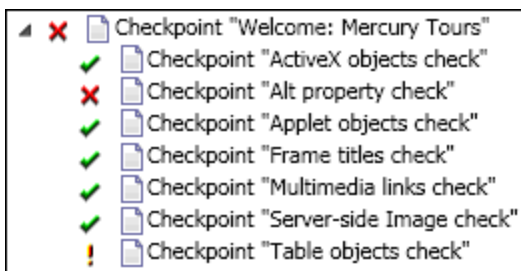 Checkpoint "Welcome: Mercury Tours"
Checkpoint "ActiveX objects check"
Checkpoint "Alt property check"
Checkpoint "Applet objects check"
Checkpoint "Frame titles check"
Checkpoint "Multimedia links check"
Checkpoint "Server-side Image check"
Checkpoint "Table objects check"